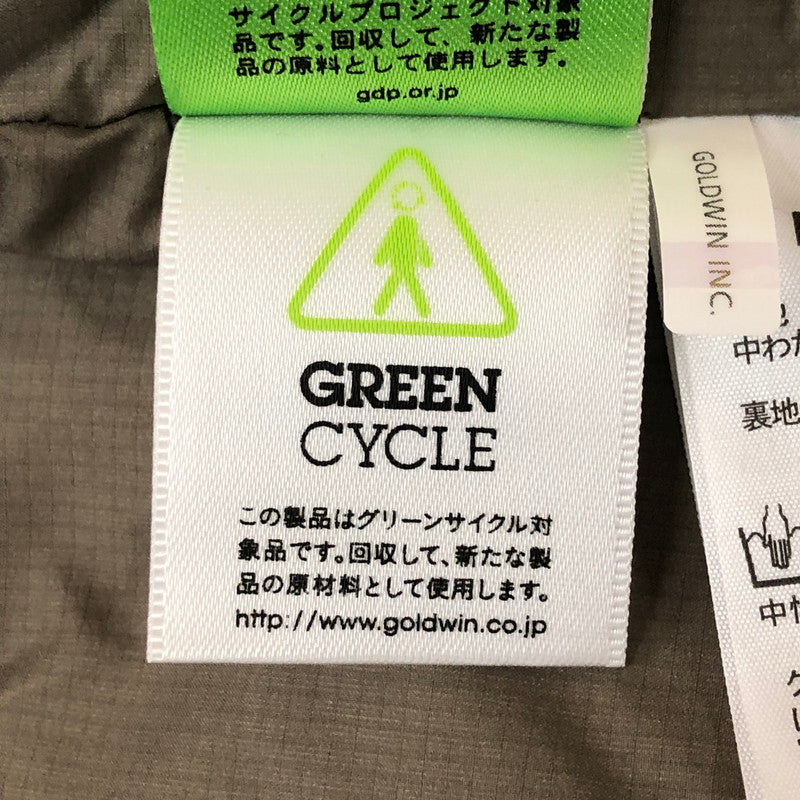 サイクルプロジェクト対象
品です。回収して、新たな製
品の原料として使用します。
gdp.or.jp
GREEN
CYCLE
この製品はグリーンサイクル対
象品です。回収して、新たな製
品の原材料として使用します。
http://www.goldwin.co.jp
GOLDWIN INC.
中わた
裏地
中性